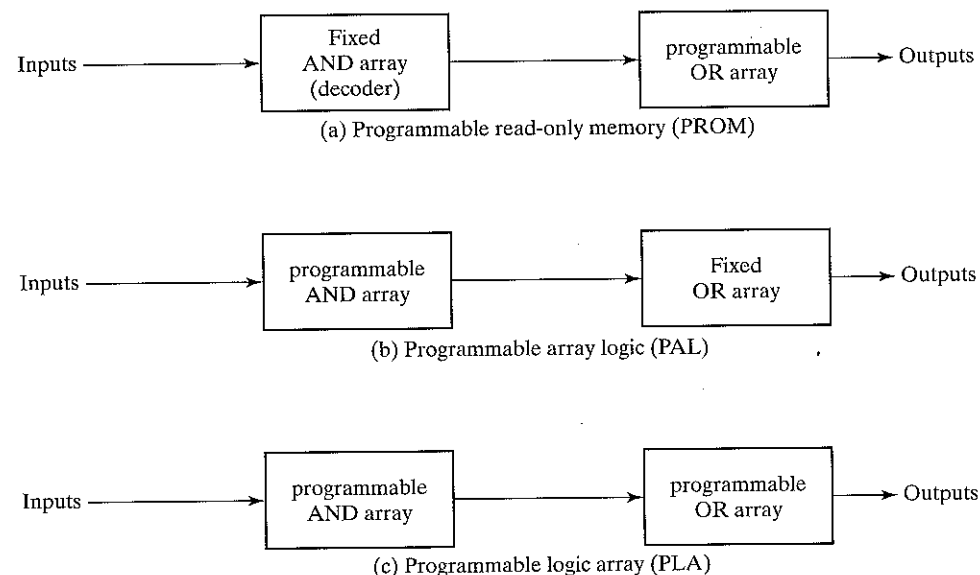 Inputs
Fixed
AND array
(decoder)
programmable
OR array
Outputs
(a) Programmable read-only memory (PROM)
Inputs
programmable
AND array
Fixed
OR array
Outputs
(b) Programmable array logic (PAL)
Inputs
programmable
AND array
programmable
OR array
Outputs
(c) Programmable logic array (PLA)